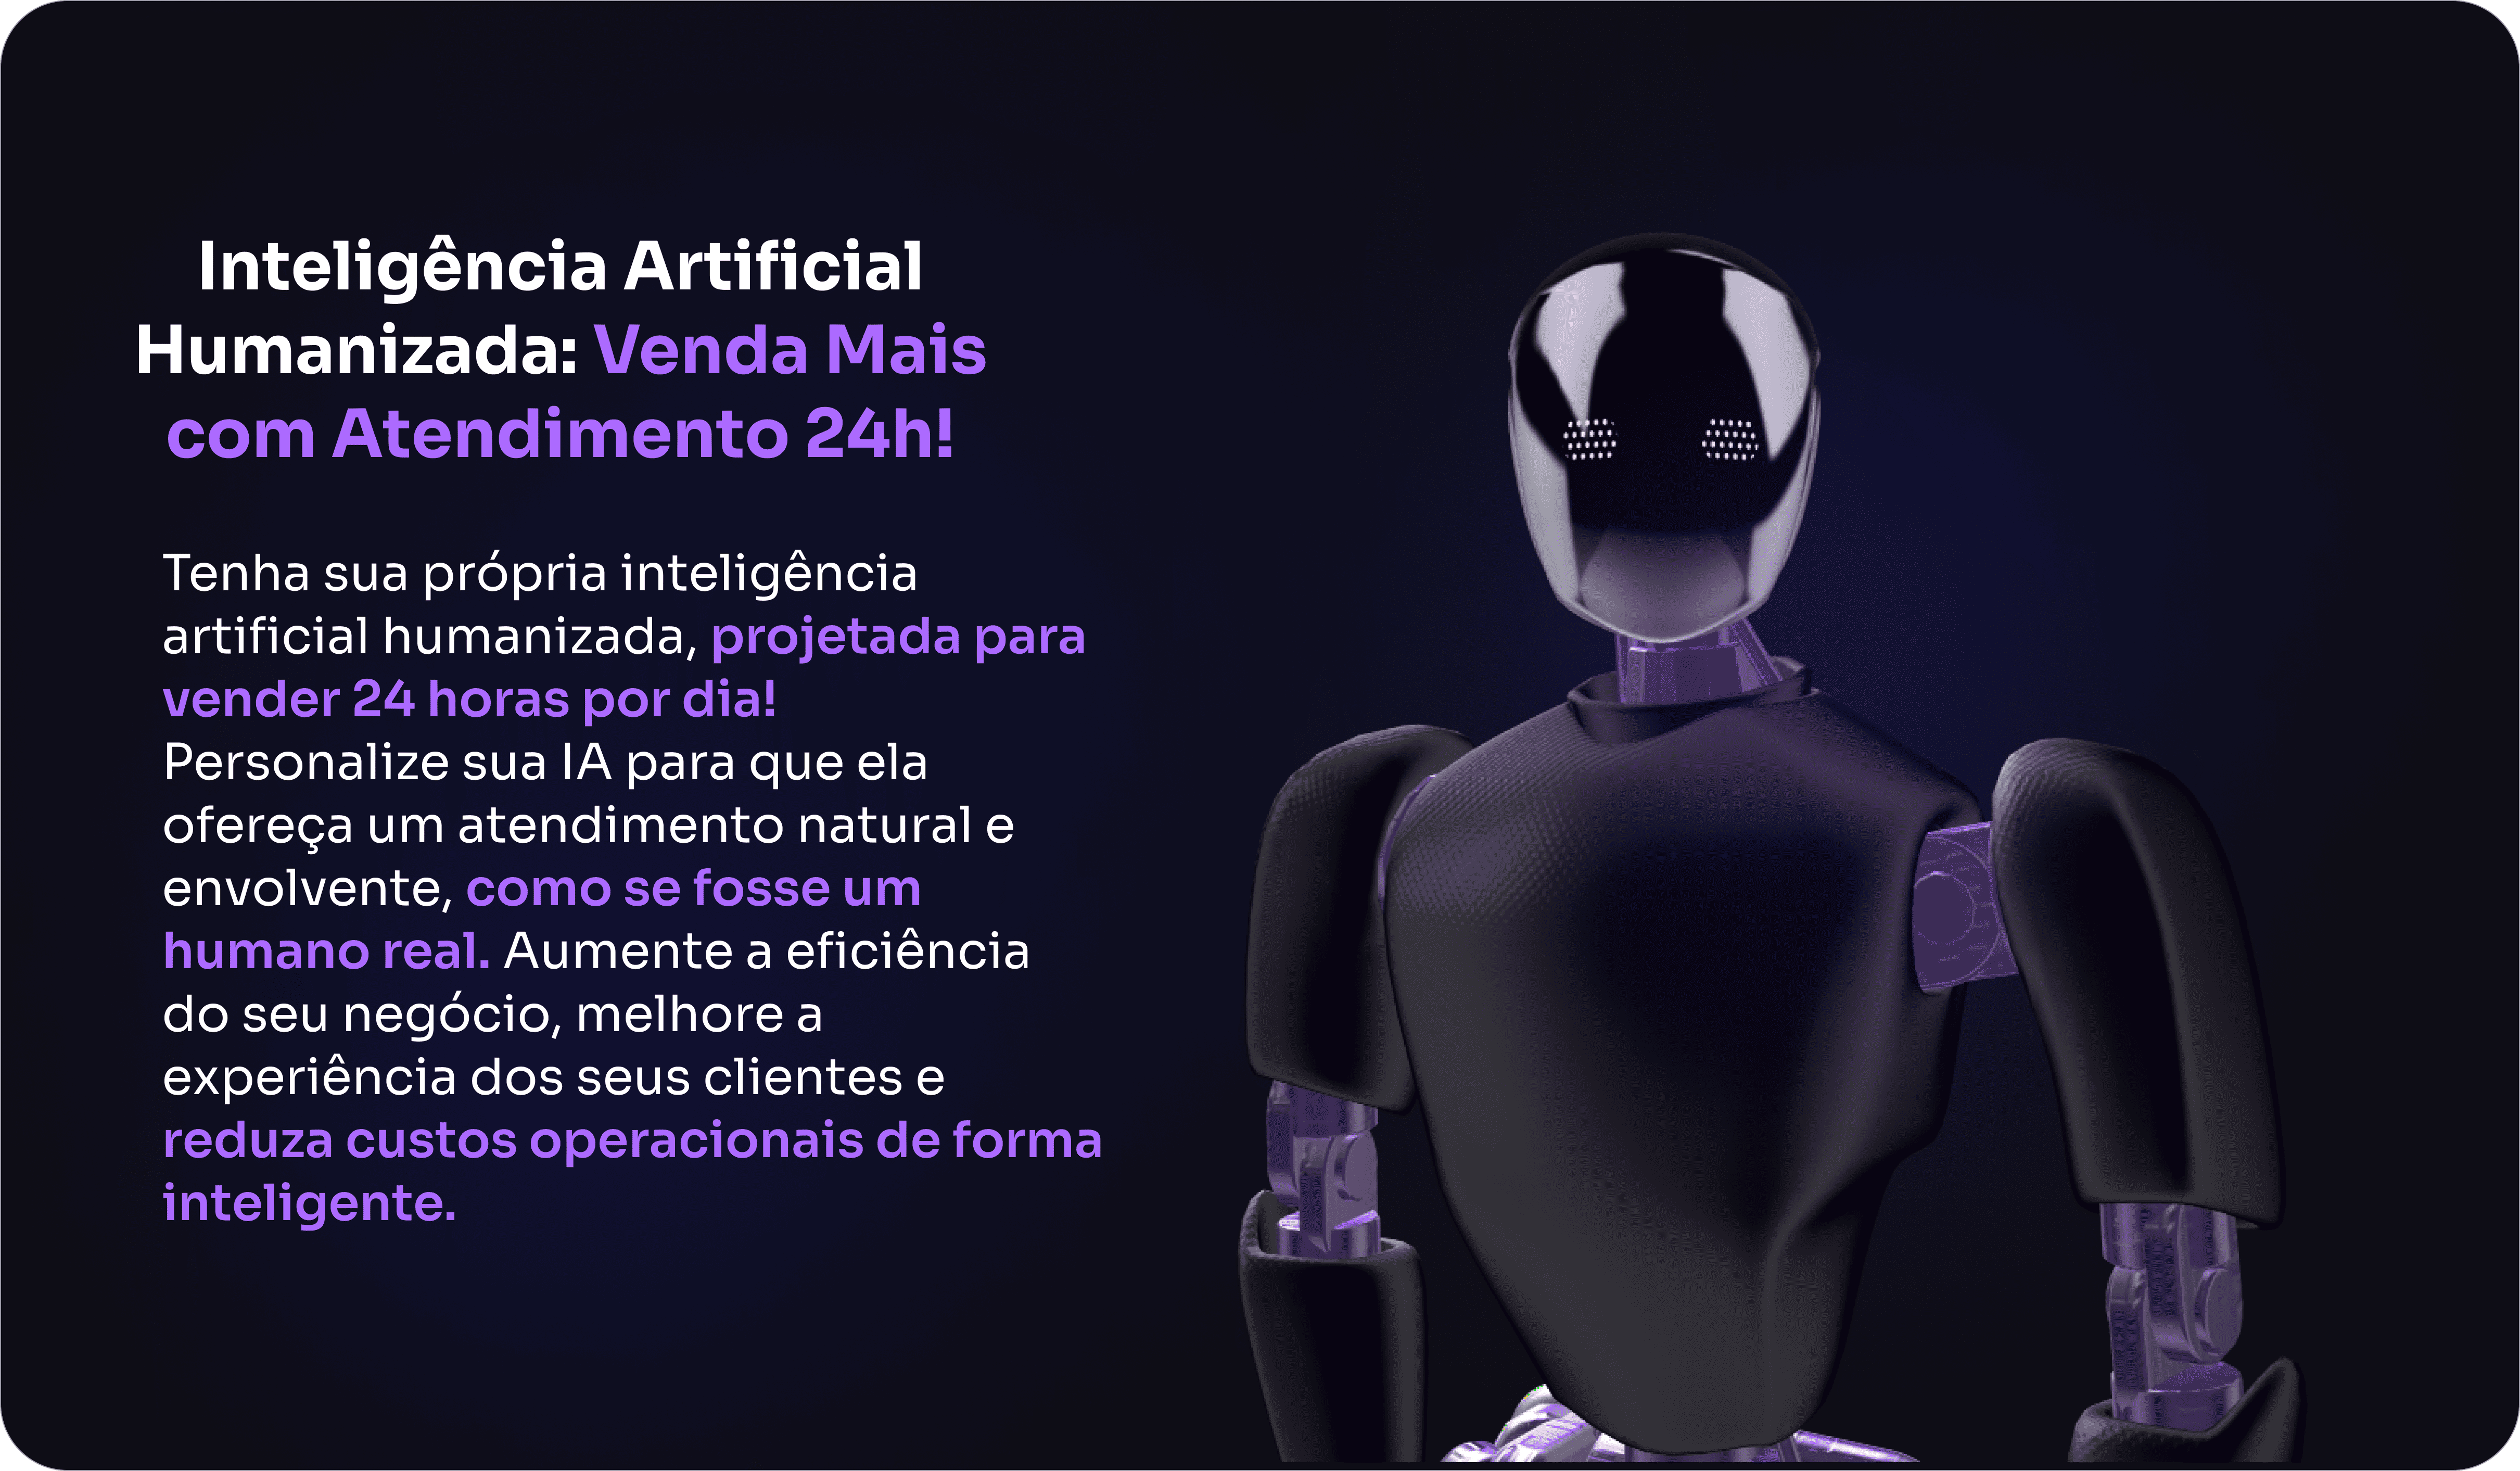 Inteligência Artificial
Humanizada: Venda Mais
com Atendimento 24h!
Tenha sua própria inteligência
artificial humanizada, projetada para
vender 24 horas por dia!
Personalize sua IA para que ela
ofereça um atendimento natural e
envolvente, como se fosse um
humano real. Aumente a eficiência
do seu negócio, melhore a
experiência dos seus clientes e
reduza custos operacionais de forma
inteligente.